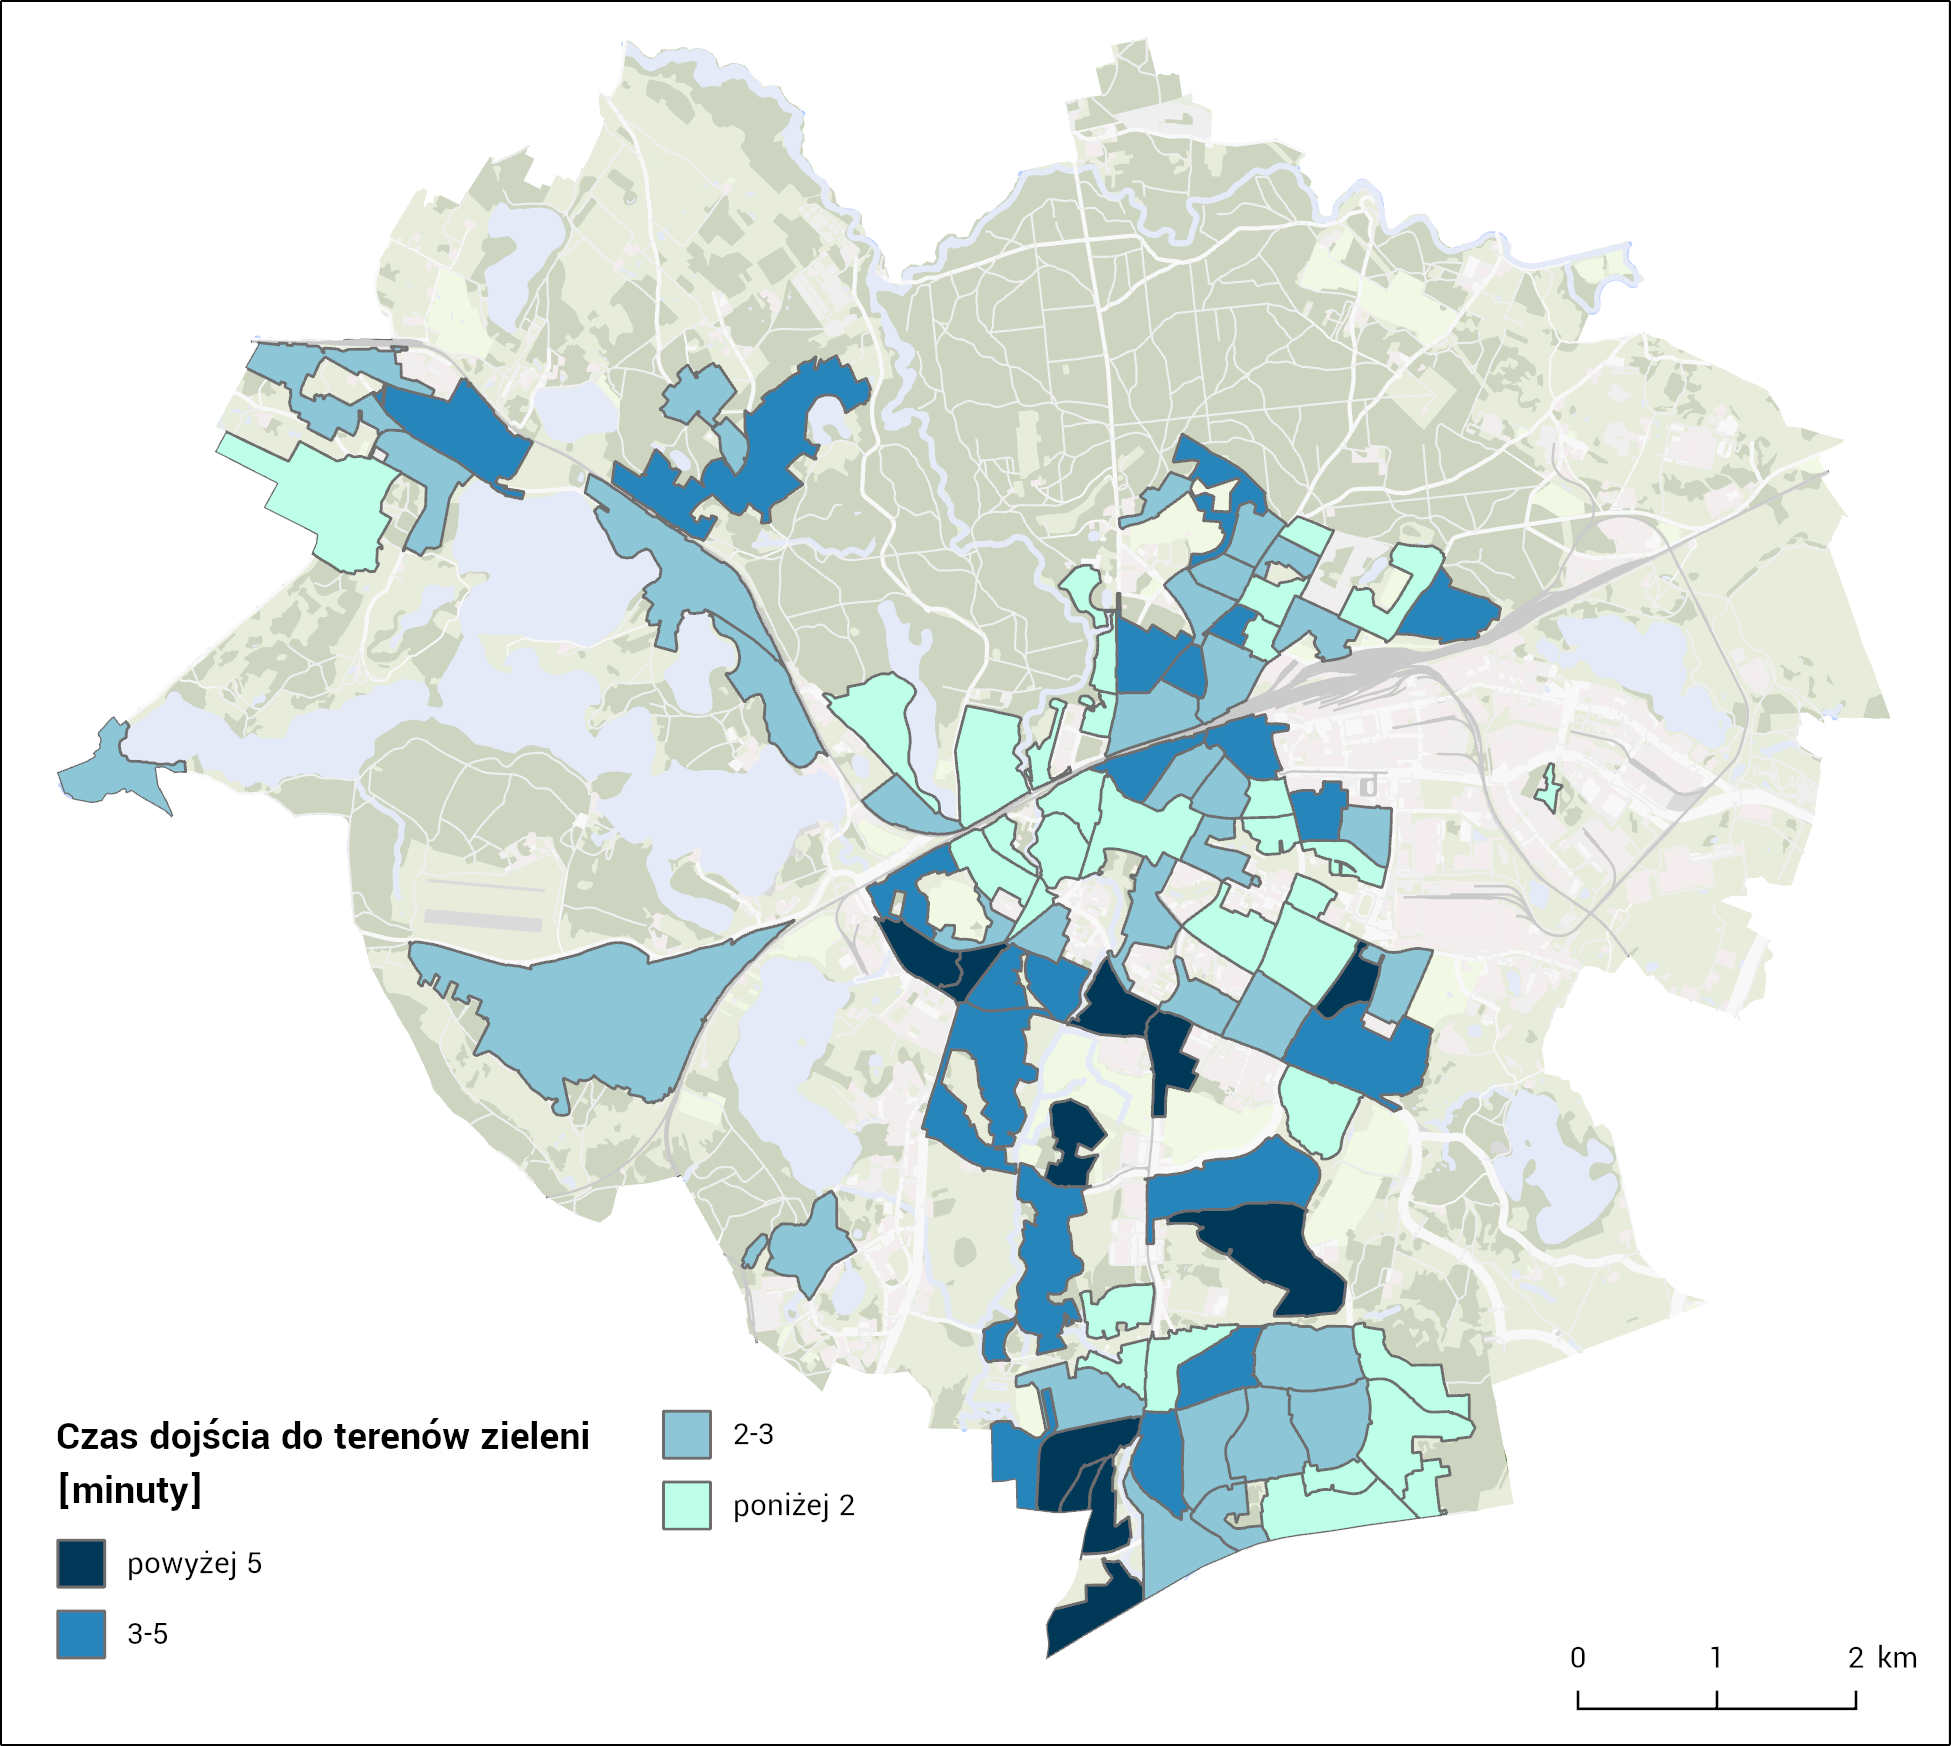 Czas dojścia do terenów zieleni
[minuty]
powyżej 5
3-5
2-3
poniżej 2
0 1 2 km